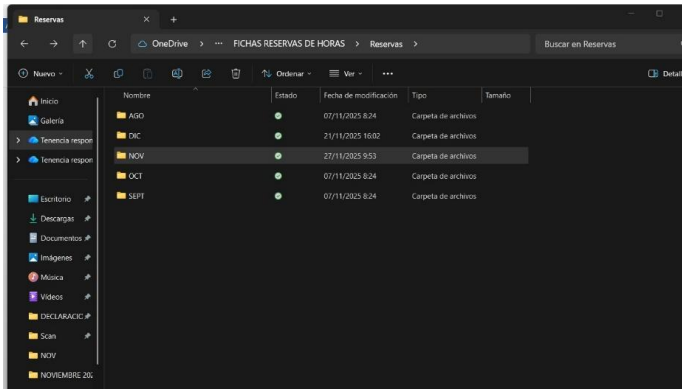 Reservas
OneDrive > ... FICHAS RESERVAS DE HORAS > Reservas >
Buscar en Reservas
Nuevo
Ordenar
Ver
...
Detall
Inicio
Galería
Tenencia respon
Tenencia respon
Escritorio
Descargas
Documentos
Imágenes
Música
Vídeos
DECLARACIC
Scan
NOV
NOVIEMBRE 202
Nombre Estado Fecha de modificación Tipo Tamaño
AGO 07/11/2025 8:24 Carpeta de archivos
DIC 21/11/2025 16:02 Carpeta de archivos
NOV 27/11/2025 9:53 Carpeta de archivos
OCT 07/11/2025 8:24 Carpeta de archivos
SEPT 07/11/2025 8:24 Carpeta de archivos